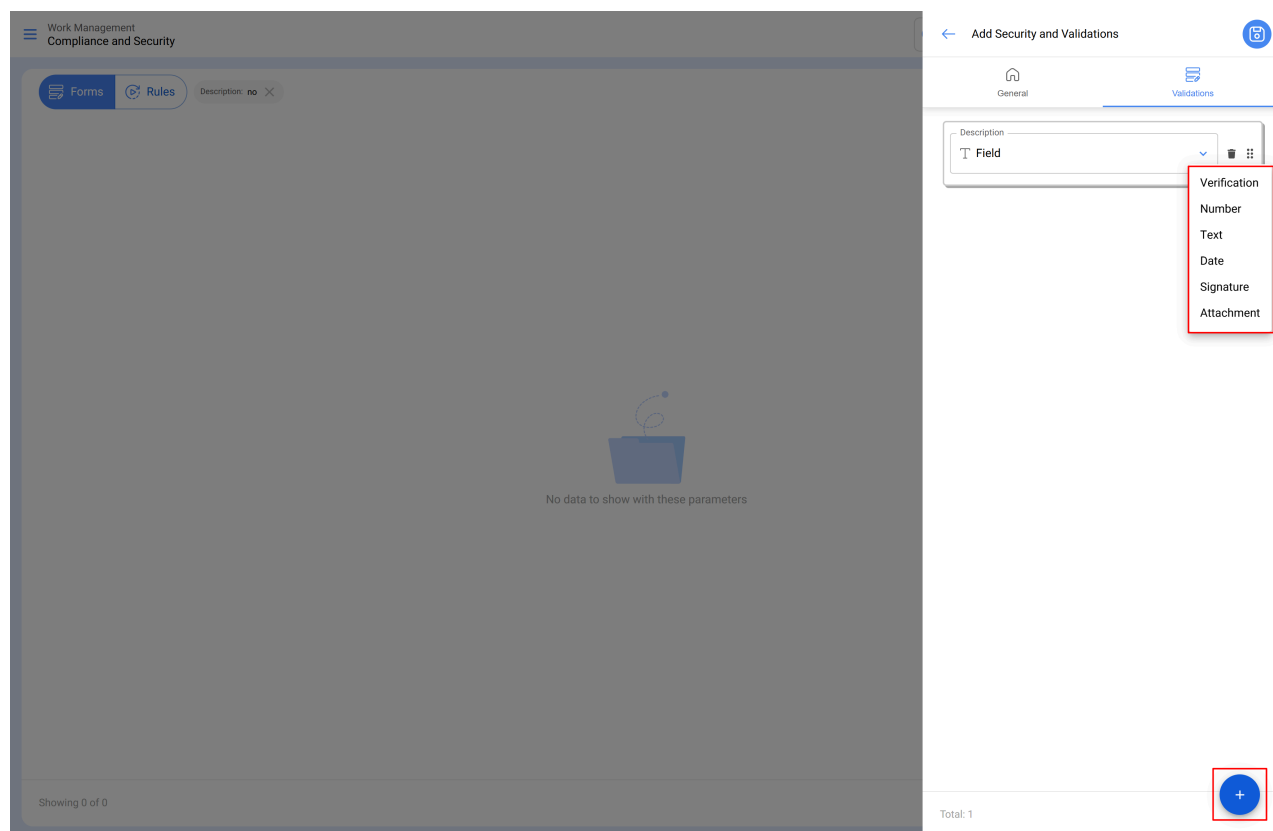 Work Management
Compliance and Security
Forms
Rules
Description: no
No data to show with these parameters
Showing 0 of 0
Add Security and Validations
General
Validations
Description
Field
Verification
Number
Text
Date
Signature
Attachment
Total: 1